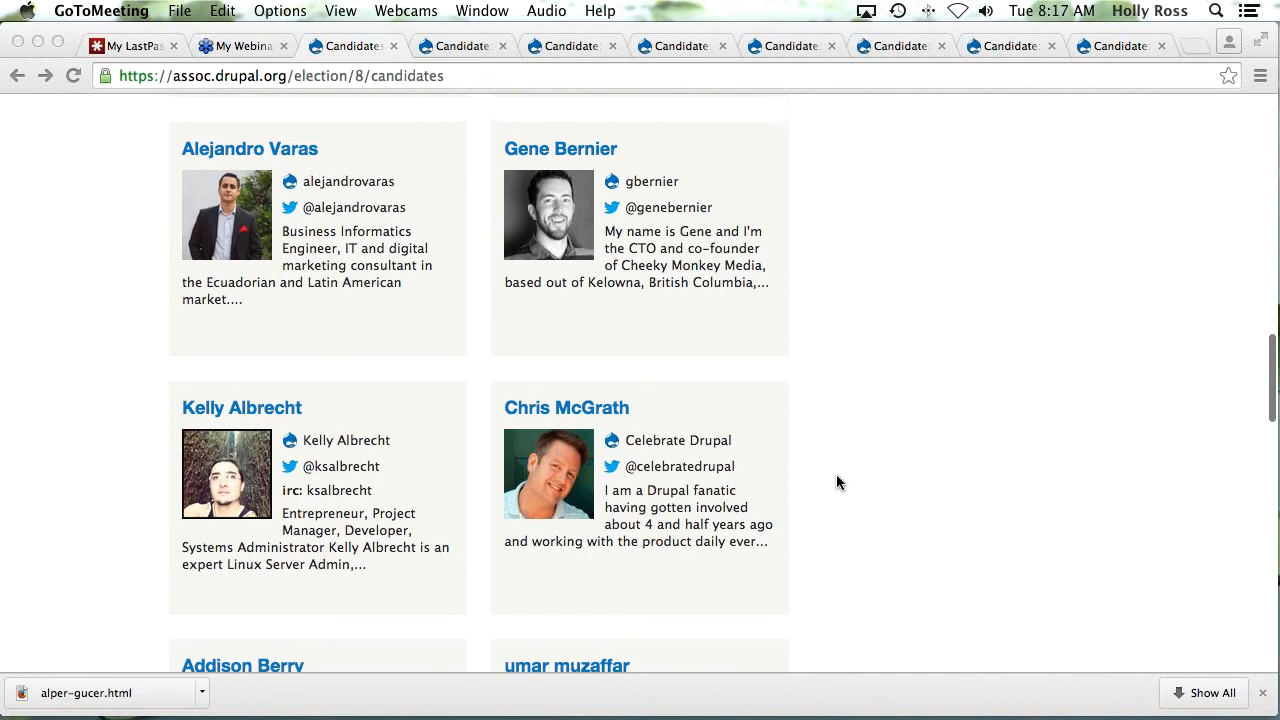 GoToMeeting File Edit Options View Webcams Window Audio Help Tue 8:17 AM Holly Ross
My LastPas My Webina Candidate: Candidate Candidate: Candidate: Candidate: Candidate: Candidate: Candidate:
https://assoc.drupal.org/election/8/candidates
Alejandro Varas
alejandrovaras
@alejandrovaras
Business Informatics
Engineer, IT and digital
marketing consultant in
the Ecuadorian and Latin American
market....
Gene Bernier
gbernier
@genebernier
My name is Gene and I'm
the CTO and co-founder
of Cheeky Monkey Media,
based out of Kelowna, British Columbia,...
Kelly Albrecht
Kelly Albrecht
@ksalbrecht
irc: ksalbrecht
Entrepreneur, Project
Manager, Developer,
Systems Administrator Kelly Albrecht is an
expert Linux Server Admin,...
Chris McGrath
Celebrate Drupal
@celebratedrupal
I am a Drupal fanatic
having gotten involved
about 4 and half years ago
and working with the product daily ever...
Addison Berry
umar muzaffar
alper-gucer.html
Show All